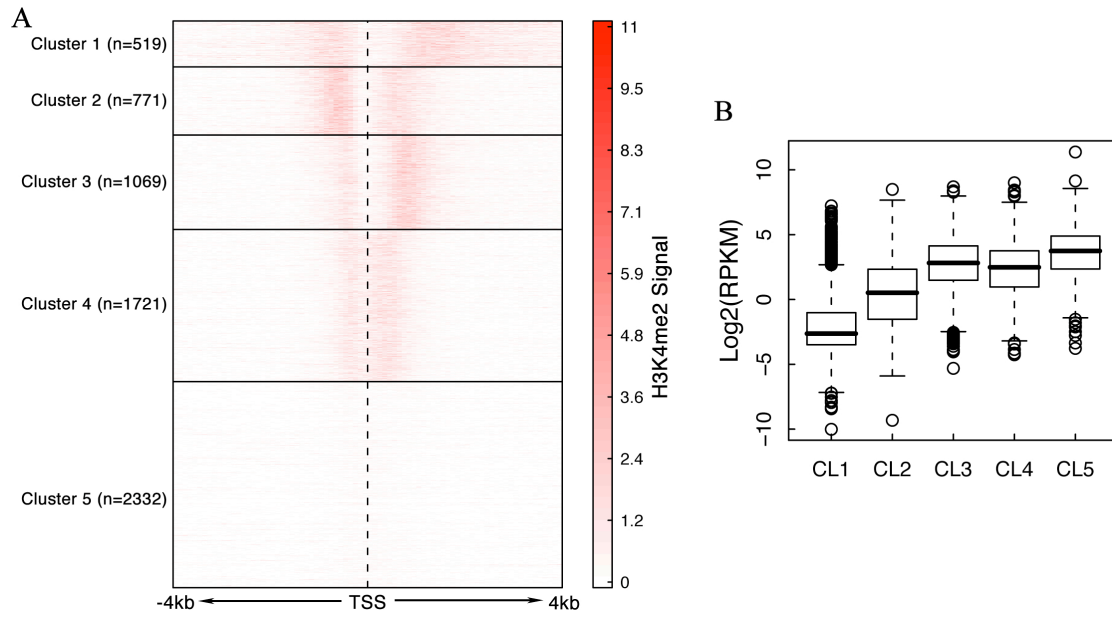 A
Cluster 1 (n=519)
Cluster 2 (n=771)
Cluster 3 (n=1069)
Cluster 4 (n=1721)
Cluster 5 (n=2332)
-4kb
TSS
4kb
11
9.5
8.3
7.1
5.9
4.8
3.6
2.4
1.2
0
H3K4me2 Signal
B
Log2(RPKM)
10
5
0
−5
−10
CL1
CL2
CL3
CL4
CL5